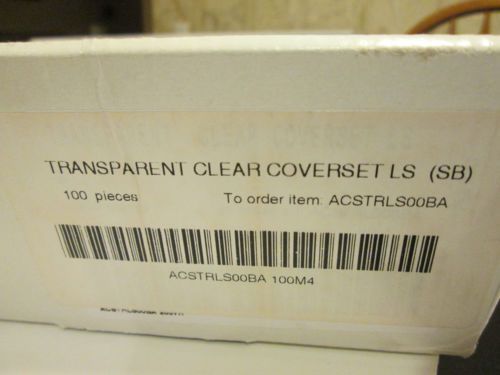 TRANSPARENT CLEAR COVERSET LS (SB)
100 pieces To order item: ACSTRLS00BA
ACSTRLS00BA 100M4